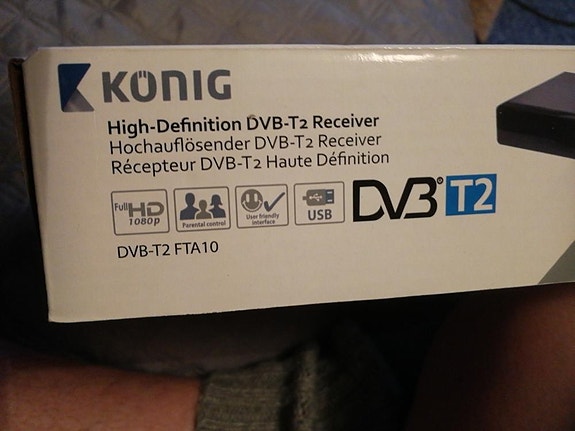 KÖNIG
High-Definition DVB-T2 Receiver
Hochauflösender DVB-T2 Receiver
Récepteur DVB-T2 Haute Définition
Full HD 1080p
Parental control
User friendly interface
USB
DVB T2
DVB-T2 FTA10